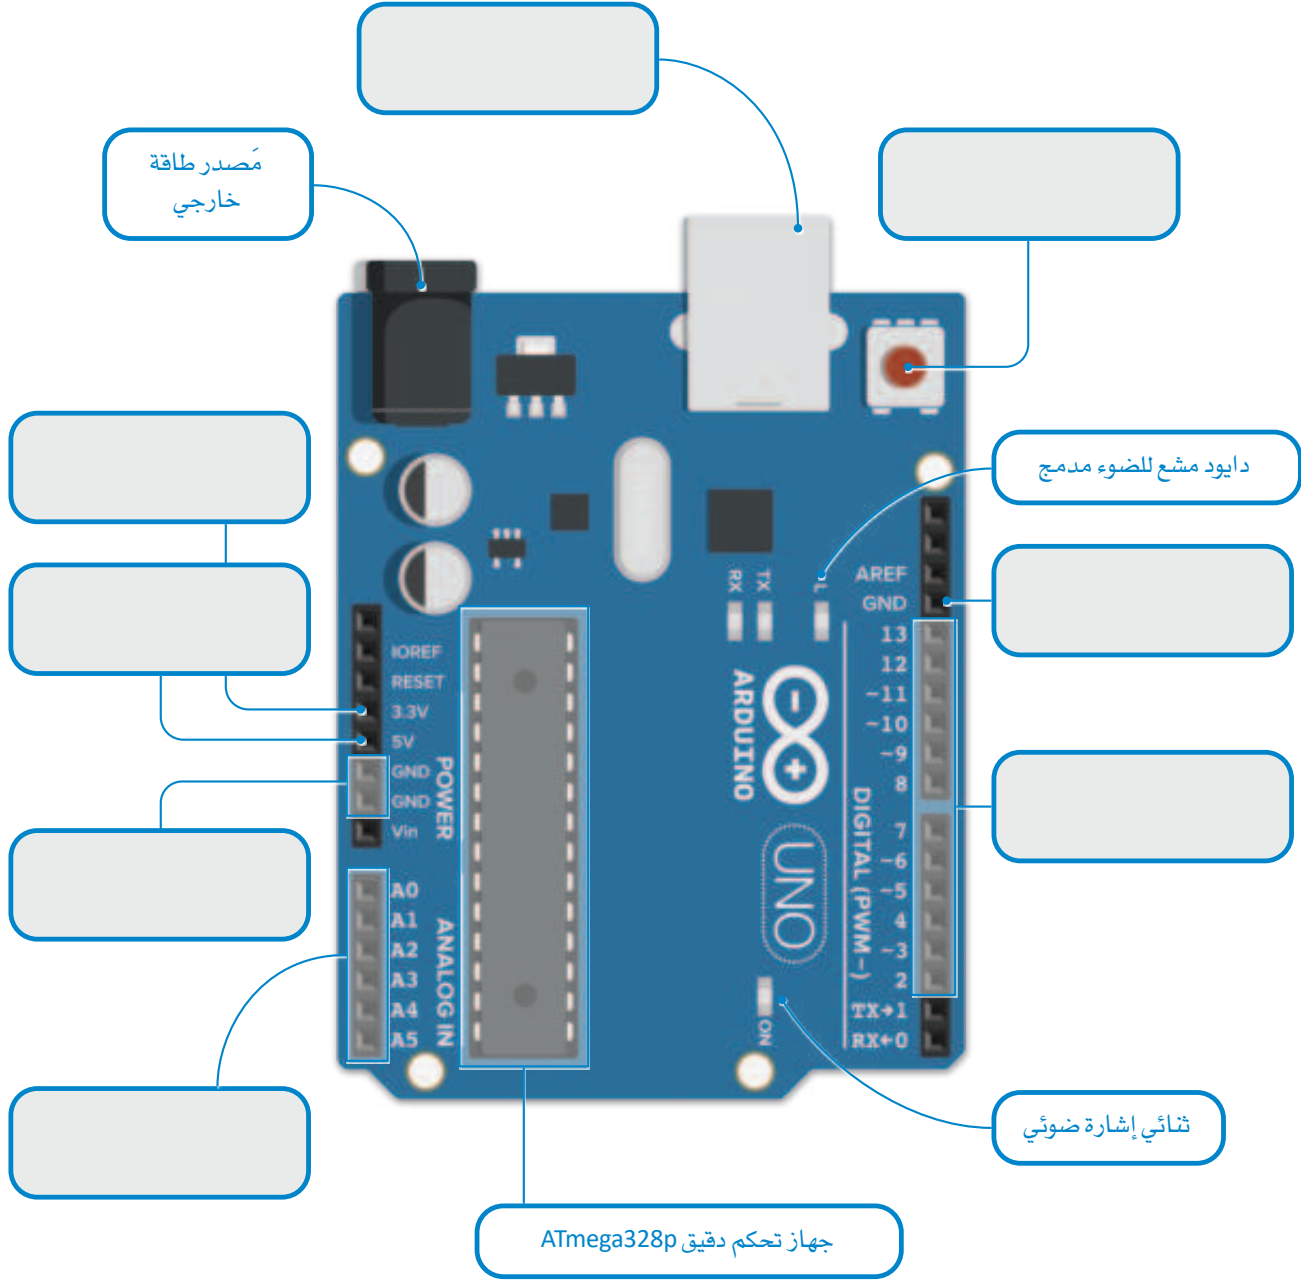 مَصدر طاقة
خارجي
دايود مشع للضوء مدمج
RX
TX
L
AREF
GND
13
12
~11
~10
~9
8
7
~6
~5
4
~3
2
TX→1
RX←0
DIGITAL (PWM~)
IOREF
RESET
3.3V
5V
GND
GND
Vin
POWER
A0
A1
A2
A3
A4
A5
ANALOG IN
ARDUINO
UNO
ON
ثنائي إشارة ضوئي
جهاز تحكم دقيق ATmega328p